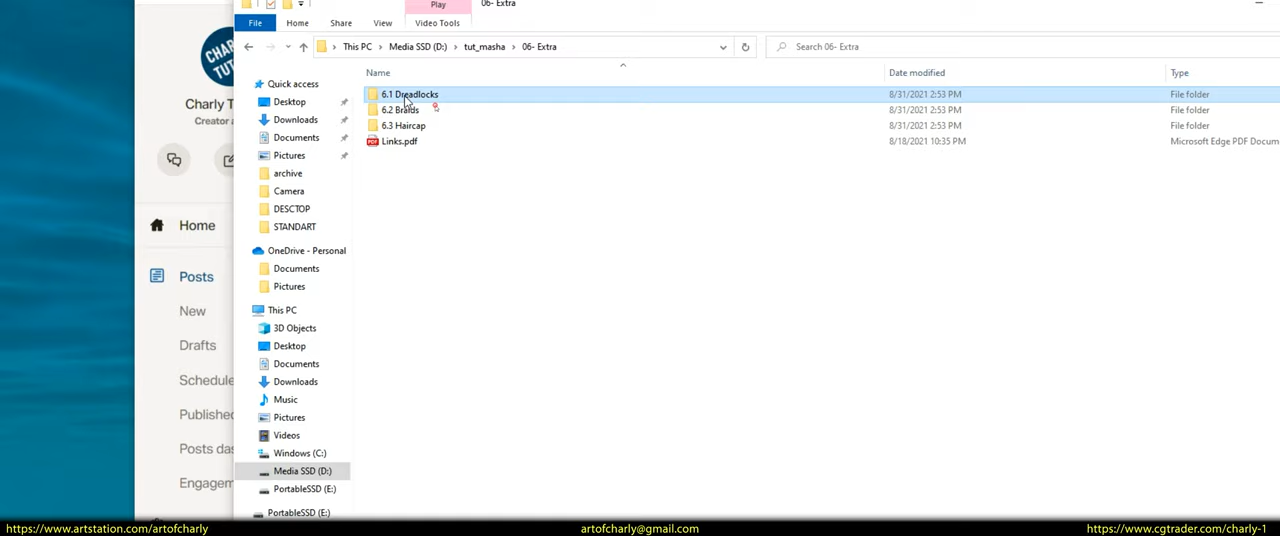 Play
06- Extra
File
Home
Share
View
Video Tools
This PC
Media SSD (D:)
tut_masha
06- Extra
Search 06- Extra
Name
Date modified
Type
6.1 Dreadlocks
8/31/2021 2:53 PM
File folder
6.2 Braids
8/31/2021 2:53 PM
File folder
6.3 Haircap
8/31/2021 2:53 PM
File folder
Links.pdf
8/18/2021 10:35 PM
Microsoft Edge PDF Docum
Quick access
Desktop
Downloads
Documents
Pictures
archive
Camera
DESCTOP
STANDART
OneDrive - Personal
Documents
Pictures
This PC
3D Objects
Desktop
Documents
Downloads
Music
Pictures
Videos
Windows (C:)
Media SSD (D:)
PortableSSD (E:)
PortableSSD (E:)
CHARLY
TUT
Charly T
Creator a
Home
Posts
New
Drafts
Schedule
Published
Posts da
Engagem
https://www.artstation.com/artofcharly
artofcharly@gmail.com
https://www.cgtrader.com/charly-1